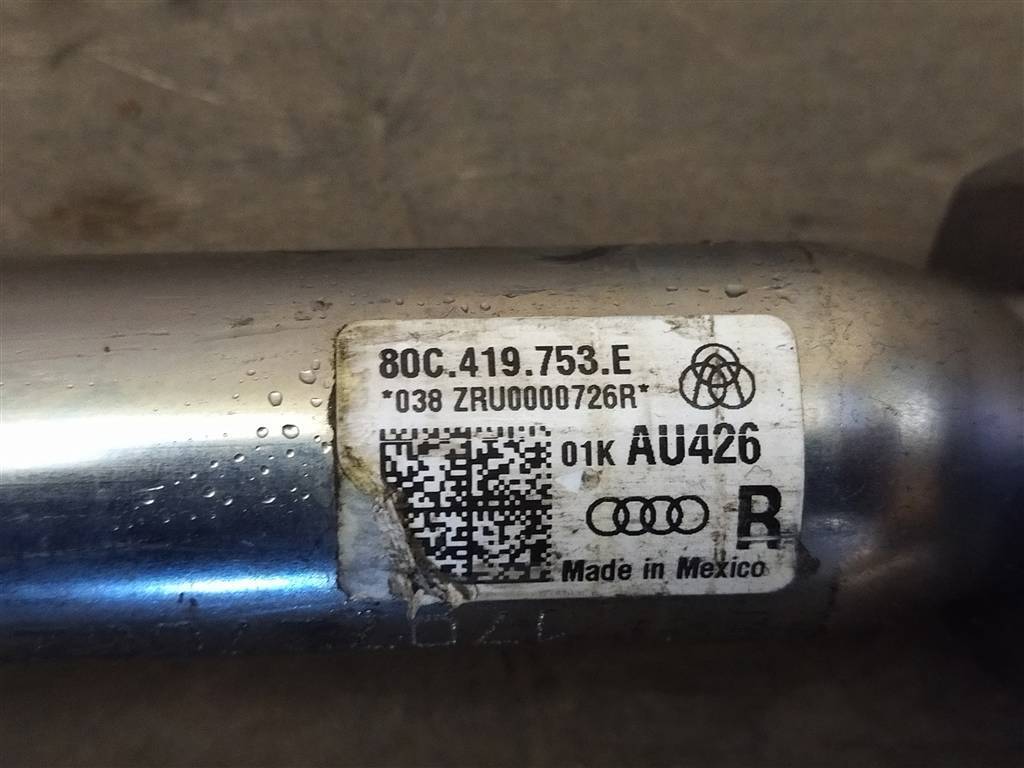 80C.419.753.E
*038 ZRU0000726R*
01K AU426
R
Made in Mexico